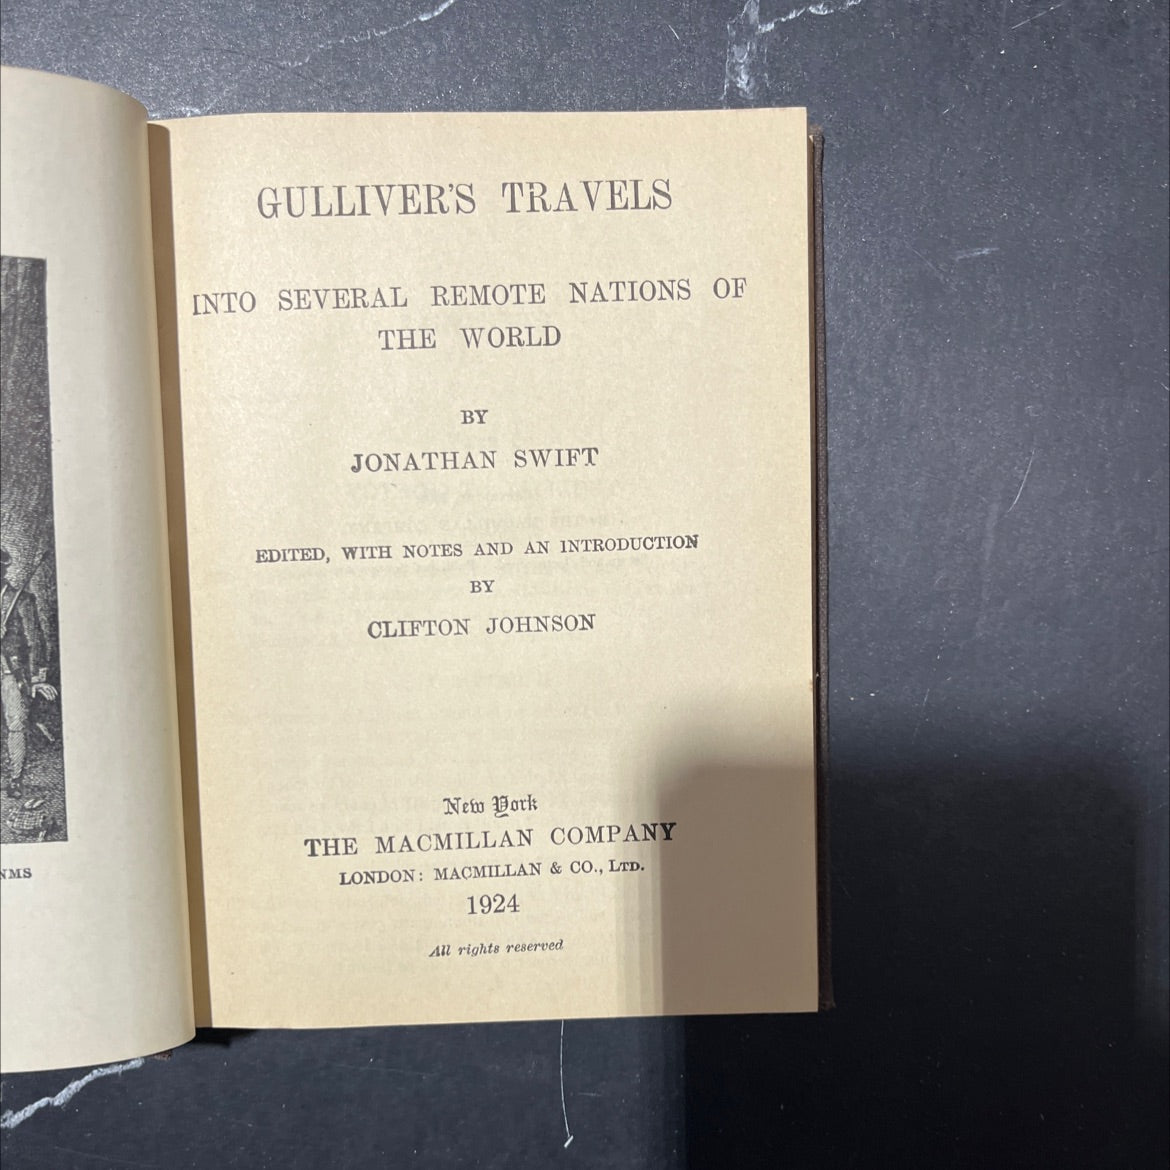 GULLIVER'S TRAVELS
INTO SEVERAL REMOTE NATIONS OF
THE WORLD
BY
JONATHAN SWIFT
EDITED, WITH NOTES AND AN INTRODUCTION
BY
CLIFTON JOHNSON
New York
THE MACMILLAN COMPANY
LONDON: MACMILLAN & CO., LTD.
1924
All rights reserved